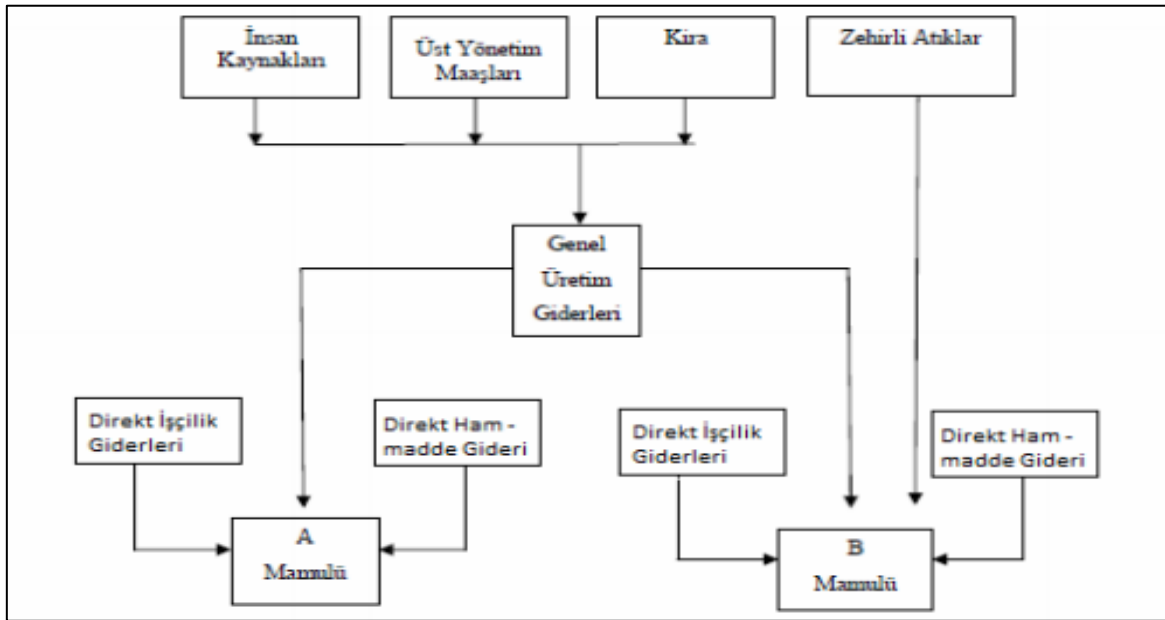 İnsan
Kaynakları
Üst Yönetim
Maaşları
Kira
Zehirli Atıklar
Genel
Üretim
Giderleri
Direkt İşçilik
Giderleri
Direkt Ham -
madde Gideri
Direkt İşçilik
Giderleri
Direkt Ham -
madde Gideri
A
Mamulü
B
Mamulü